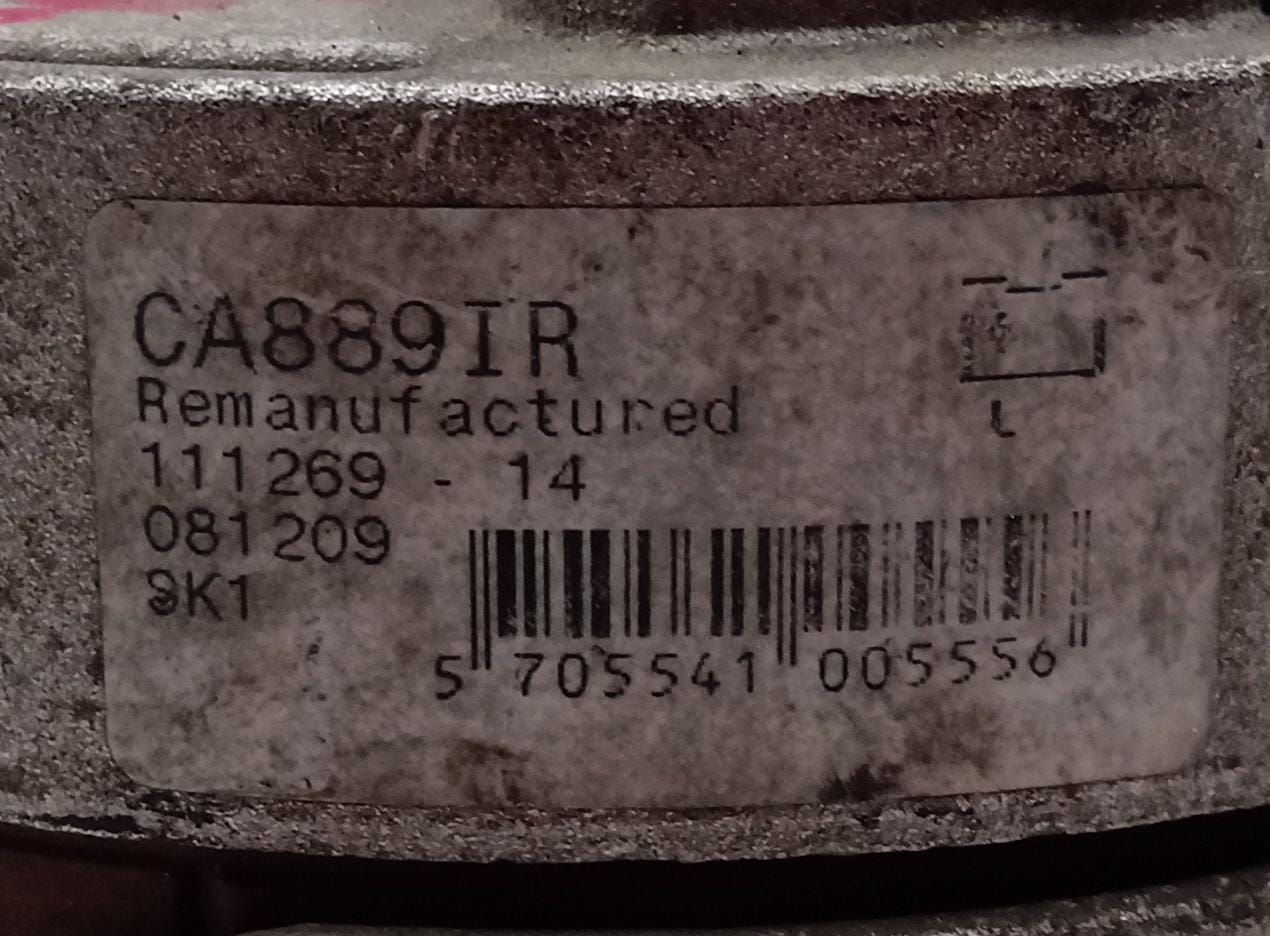 CA889IR
Remanufactured
111269 - 14
081209
9K1
5 705541 005556